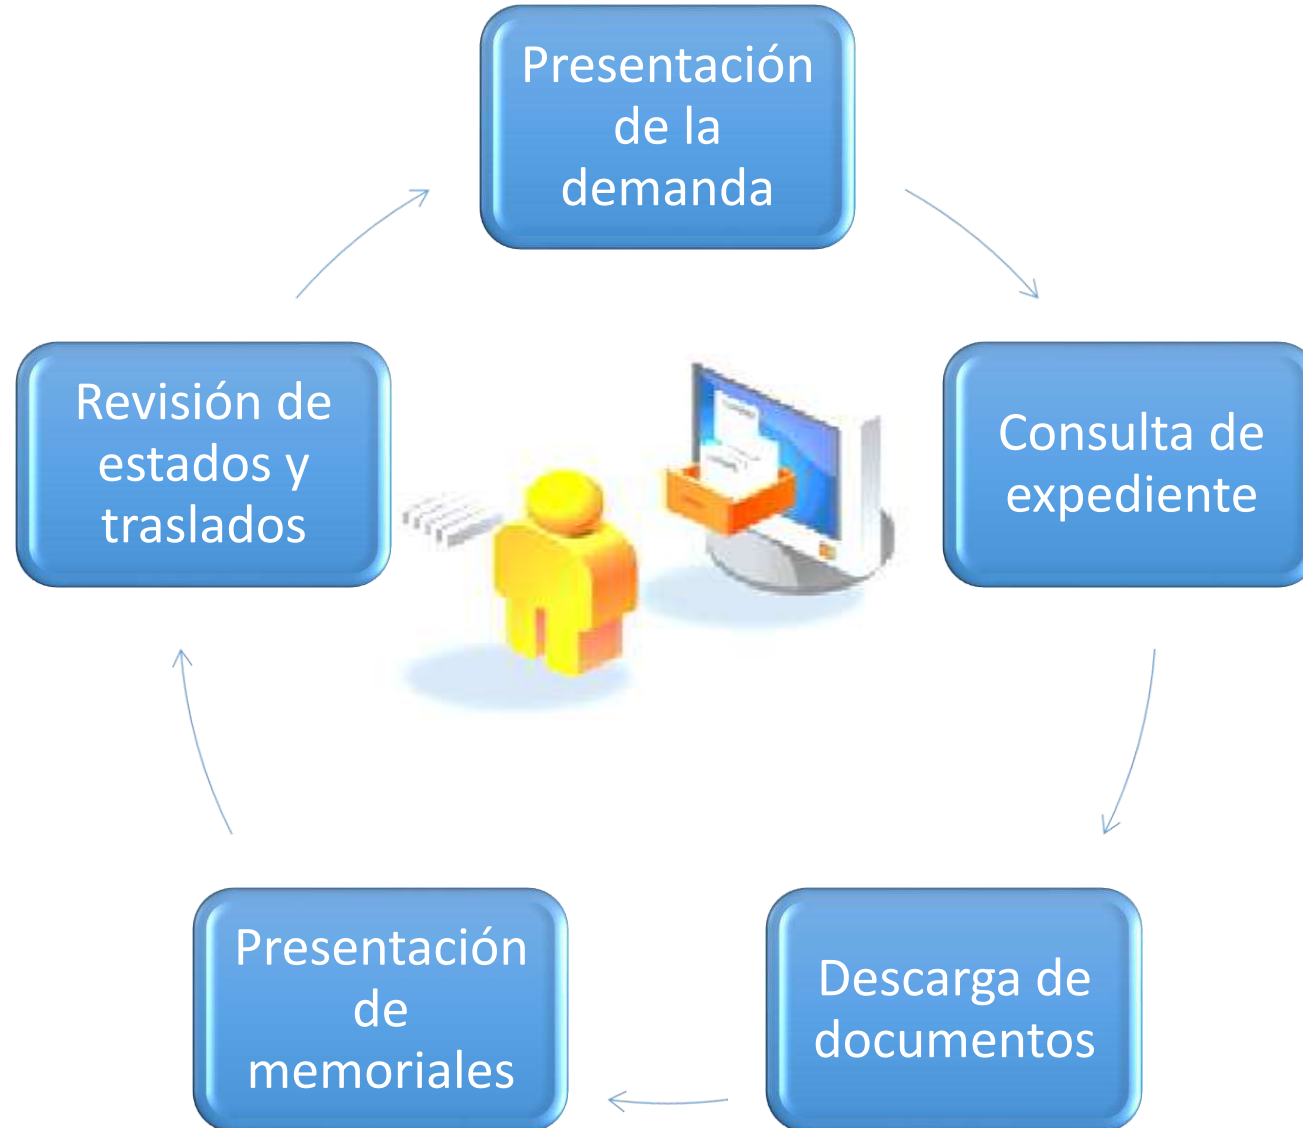 Presentación
de la
demanda
Consulta de
expediente
Descarga de
documentos
Presentación
de
memoriales
Revisión de
estados y
traslados